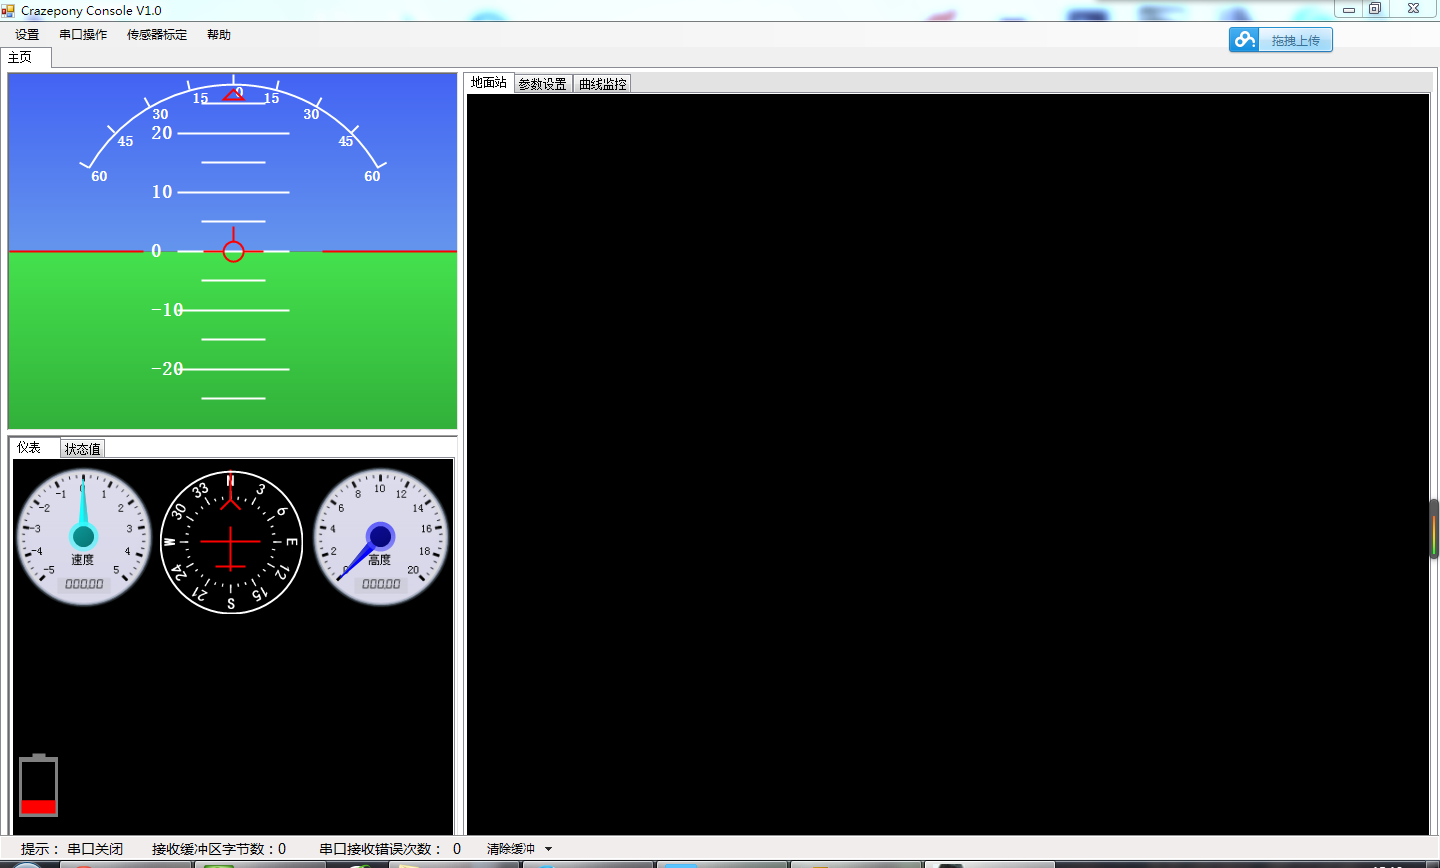 Crazepony Console V1.0
设置 串口操作 传感器标定 帮助
拖拽上传
主页
0
15 15
30 30
45 45
60 60
20
10
0
-10
-20
仪表 状态值
-5 -4 -3 -2 -1 0 1 2 3 4 5
速度
000.00
N 3 6 E 12 15 S 21 24 W 30 33
0 2 4 6 8 10 12 14 16 18 20
高度
000.00
地面站 参数设置 曲线监控
提示： 串口关闭 接收缓冲区字节数：0 串口接收错误次数： 0 清除缓冲